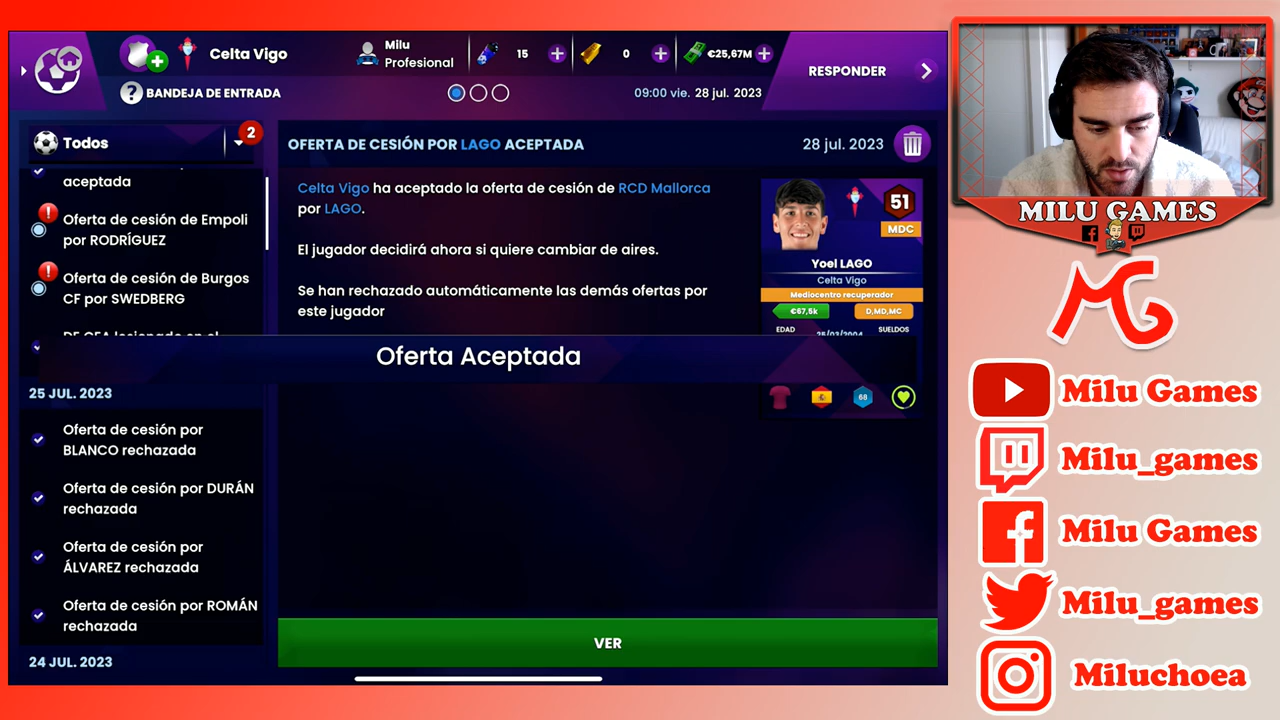 Celta Vigo
Milu
Profesional
15
0
€25,67M
RESPONDER
? BANDEJA DE ENTRADA
09:00 vie. 28 jul. 2023
Todos
2
aceptada
Oferta de cesión de Empoli
por RODRÍGUEZ
Oferta de cesión de Burgos
CF por SWEDBERG
25 JUL. 2023
Oferta de cesión por
BLANCO rechazada
Oferta de cesión por DURÁN
rechazada
Oferta de cesión por
ÁLVAREZ rechazada
Oferta de cesión por ROMÁN
rechazada
24 JUL. 2023
OFERTA DE CESIÓN POR LAGO ACEPTADA
28 jul. 2023
Celta Vigo ha aceptado la oferta de cesión de RCD Mallorca
por LAGO.
El jugador decidirá ahora si quiere cambiar de aires.
Se han rechazado automáticamente las demás ofertas por
este jugador
51
MDC
Yoel LAGO
Celta Vigo
Mediocentro recuperador
€67,5k
D,MD,MC
EDAD
25/03/2004
SUELDOS
68
Oferta Aceptada
VER
MILU GAMES
MG
Milu Games
Milu_games
Milu Games
Milu_games
Miluchoea